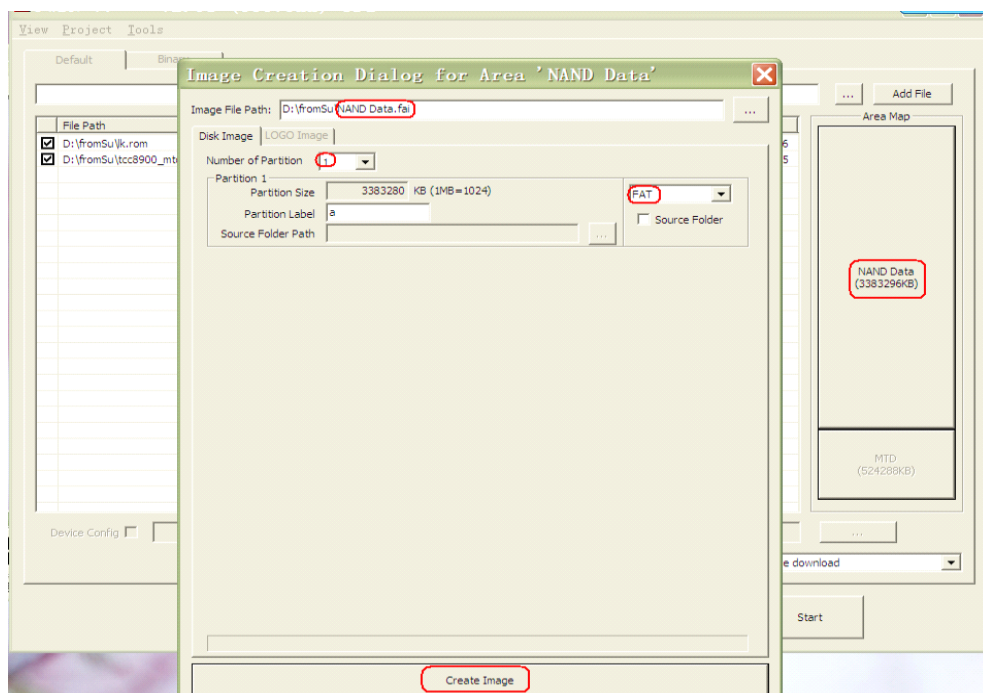 View Project Tools
Default
Image Creation Dialog for Area 'NAND Data'
Image File Path: D:\fromSu\NAND Data.fai ...
... Add File
Disk Image LOGO Image
Area Map
File Path
D:\fromSu\lk.rom 6
D:\fromSu\tcc8900_mt 5
Number of Partition 1
Partition 1
Partition Size 3383280 KB (1MB=1024)
FAT
Partition Label a
Source Folder
Source Folder Path ...
NAND Data
(3383296KB)
MTD
(524288KB)
Device Config ...
e download
Start
Create Image